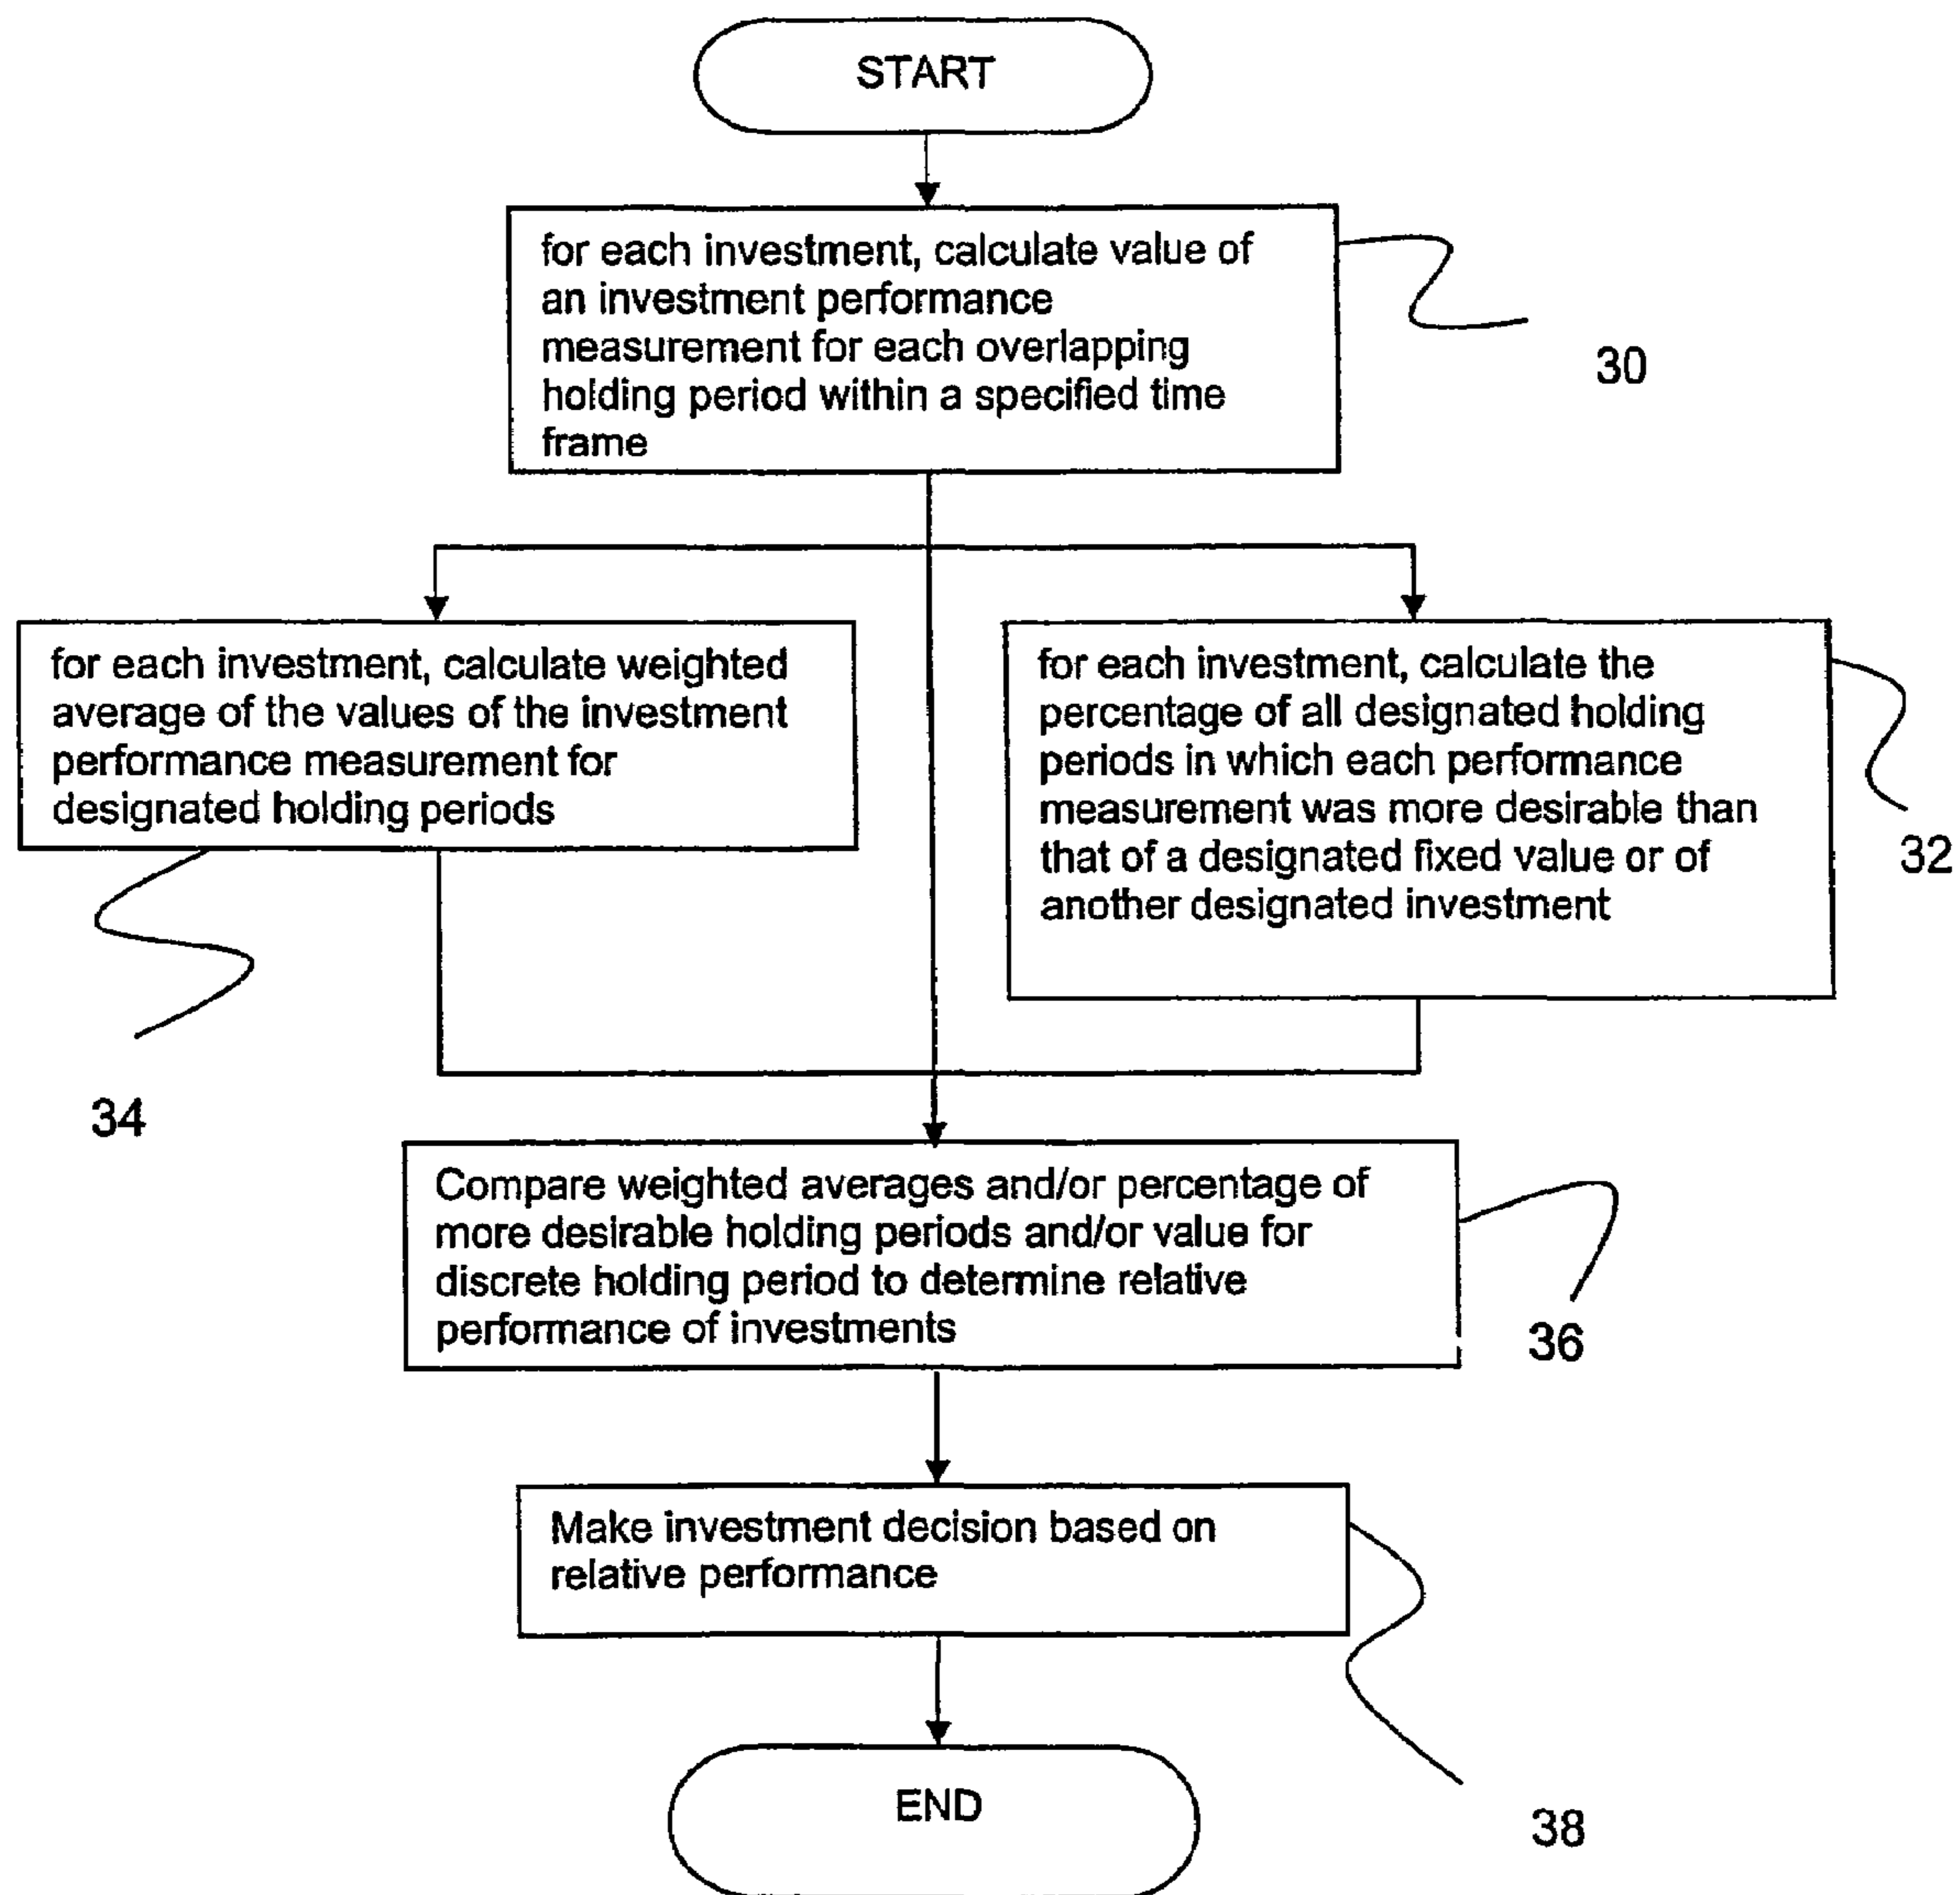 START
for each investment, calculate value of
an investment performance
measurement for each overlapping
holding period within a specified time
frame
30
for each investment, calculate weighted
average of the values of the investment
performance measurement for
designated holding periods
34
for each investment, calculate the
percentage of all designated holding
periods in which each performance
measurement was more desirable than
that of a designated fixed value or of
another designated investment
32
Compare weighted averages and/or percentage of
more desirable holding periods and/or value for
discrete holding period to determine relative
performance of investments
36
Make investment decision based on
relative performance
38
END